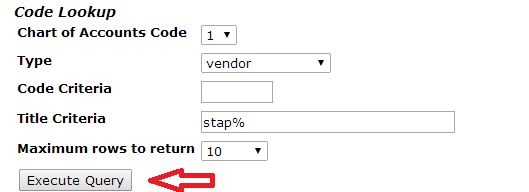 Code Lookup
Chart of Accounts Code 1
Type vendor
Code Criteria
Title Criteria stap%
Maximum rows to return 10
Execute Query